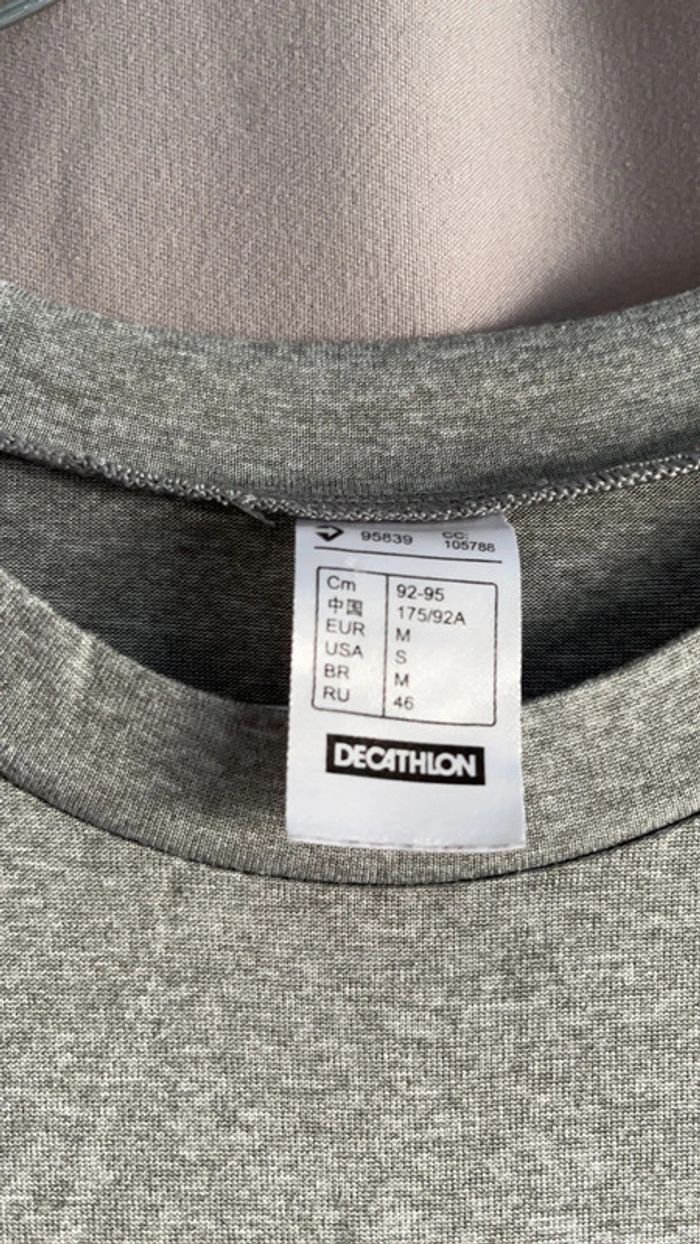 95839 CC:
105788
Cm 92-95
中国 175/92A
EUR M
USA S
BR M
RU 46
DECATHLON